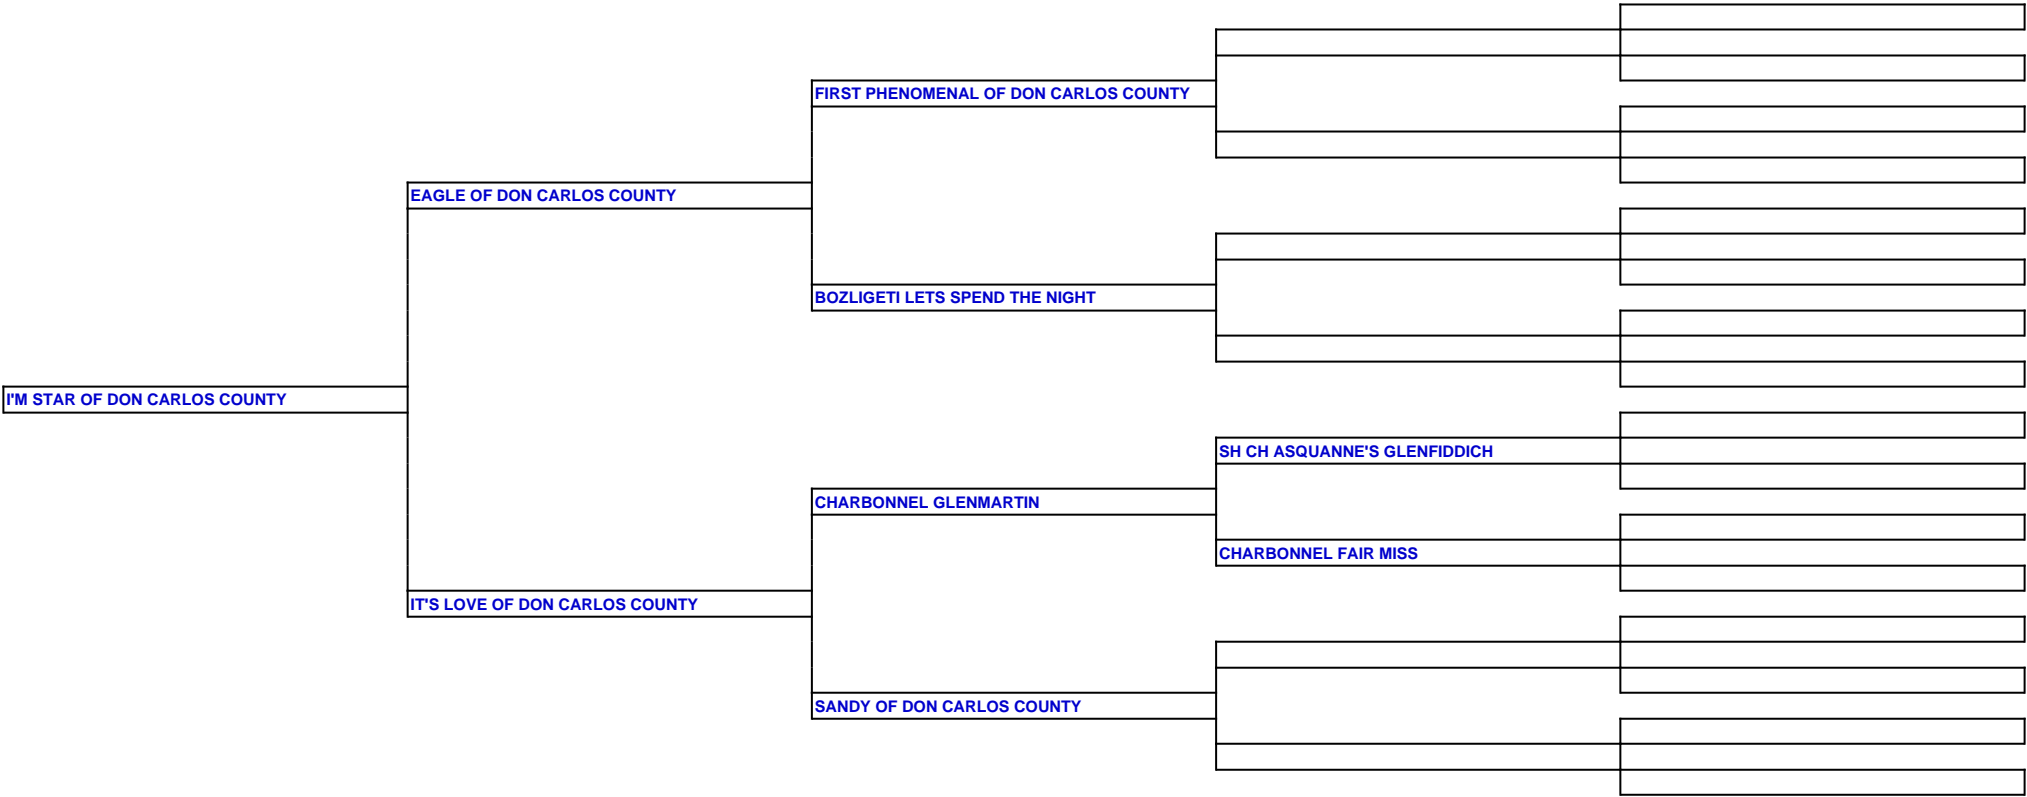 FIRST PHENOMENAL OF DON CARLOS COUNTY
EAGLE OF DON CARLOS COUNTY
BOZLIGETI LETS SPEND THE NIGHT
I'M STAR OF DON CARLOS COUNTY
SH CH ASQUANNE'S GLENFIDDICH
CHARBONNEL GLENMARTIN
CHARBONNEL FAIR MISS
IT'S LOVE OF DON CARLOS COUNTY
SANDY OF DON CARLOS COUNTY